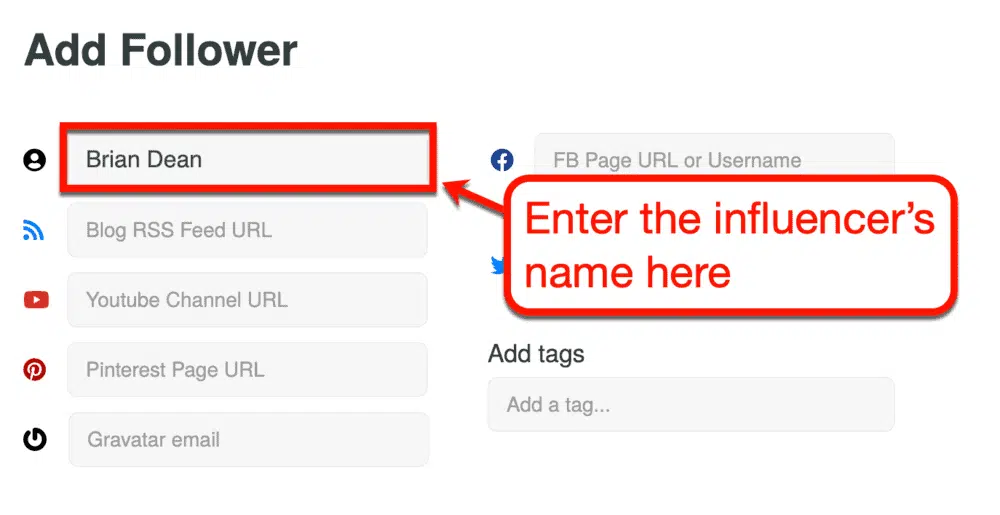 Add Follower
Brian Dean
FB Page URL or Username
Enter the influencer’s
name here
Blog RSS Feed URL
Youtube Channel URL
Pinterest Page URL
Gravatar email
Add tags
Add a tag...